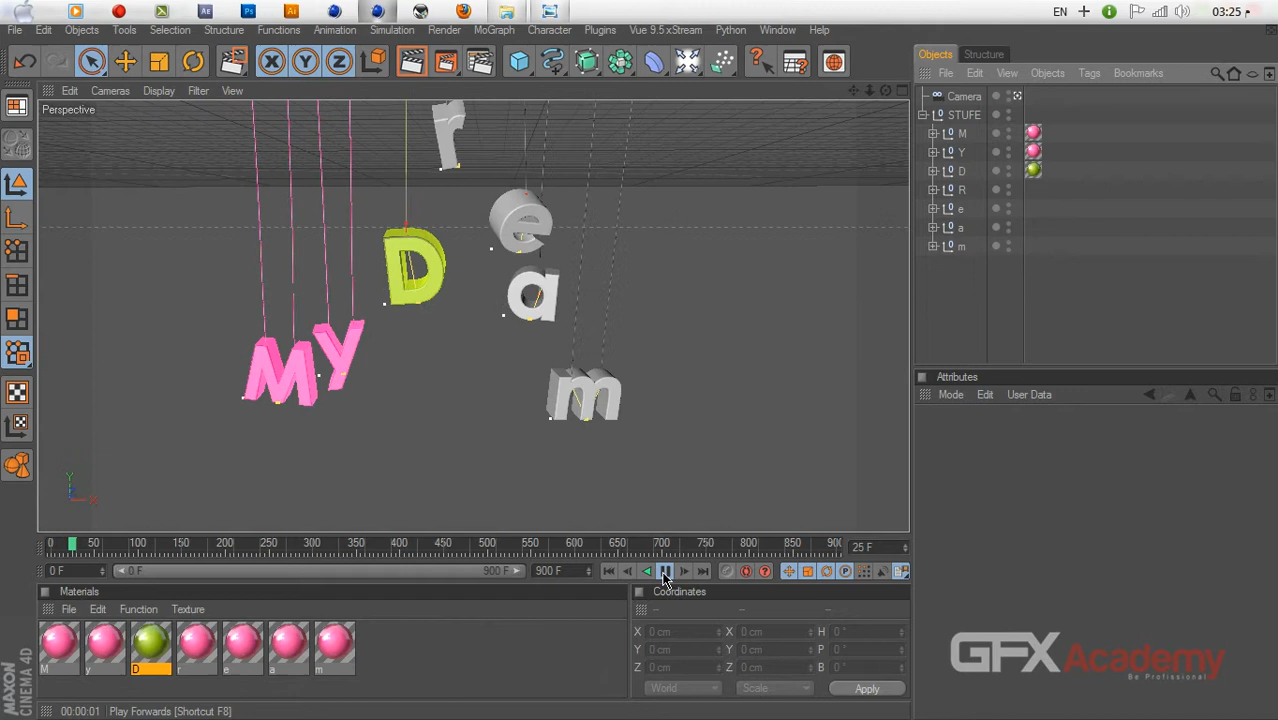 EN
03:25
File Edit Objects Tools Selection Structure Functions Animation Simulation Render MoGraph Character Plugins Vue 9.5 xStream Python Window Help
X Y Z
Objects Structure
File Edit View Objects Tags Bookmarks
Edit Cameras Display Filter View
Perspective
Camera
STUFE
M
Y
D
R
e
a
m
r
e
D
a
My
m
Y
X
Attributes
Mode Edit User Data
0 50 100 150 200 250 300 350 400 450 500 550 600 650 700 750 800 850 900
25 F
0 F
0 F
900 F
900 F
Materials
File Edit Function Texture
M y D r e a m
Coordinates
-- -- --
X 0 cm X 0 cm H 0 °
Y 0 cm Y 0 cm P 0 °
Z 0 cm Z 0 cm B 0 °
World Scale Apply
GFX Academy
Be Profissional
MAXON
CINEMA 4D
00:00:01 Play Forwards [Shortcut F8]